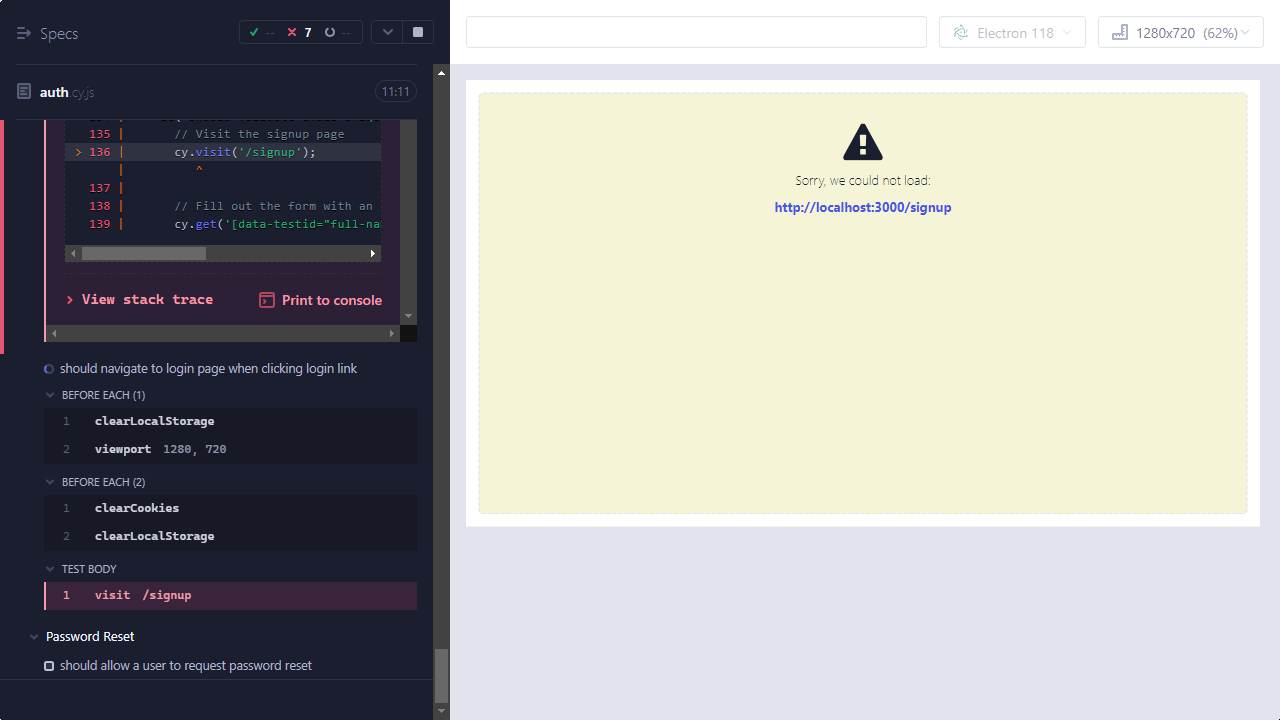 Specs
-- 7 --
Electron 118
1280x720 (62%)
auth.cy.js
11:11
135 | // Visit the signup page
> 136 | cy.visit('/signup');
| ^
137 |
138 | // Fill out the form with an
139 | cy.get('[data-testid="full-na
> View stack trace
Print to console
should navigate to login page when clicking login link
BEFORE EACH (1)
1 clearLocalStorage
2 viewport 1280, 720
BEFORE EACH (2)
1 clearCookies
2 clearLocalStorage
TEST BODY
1 visit /signup
Password Reset
should allow a user to request password reset
Sorry, we could not load:
http://localhost:3000/signup